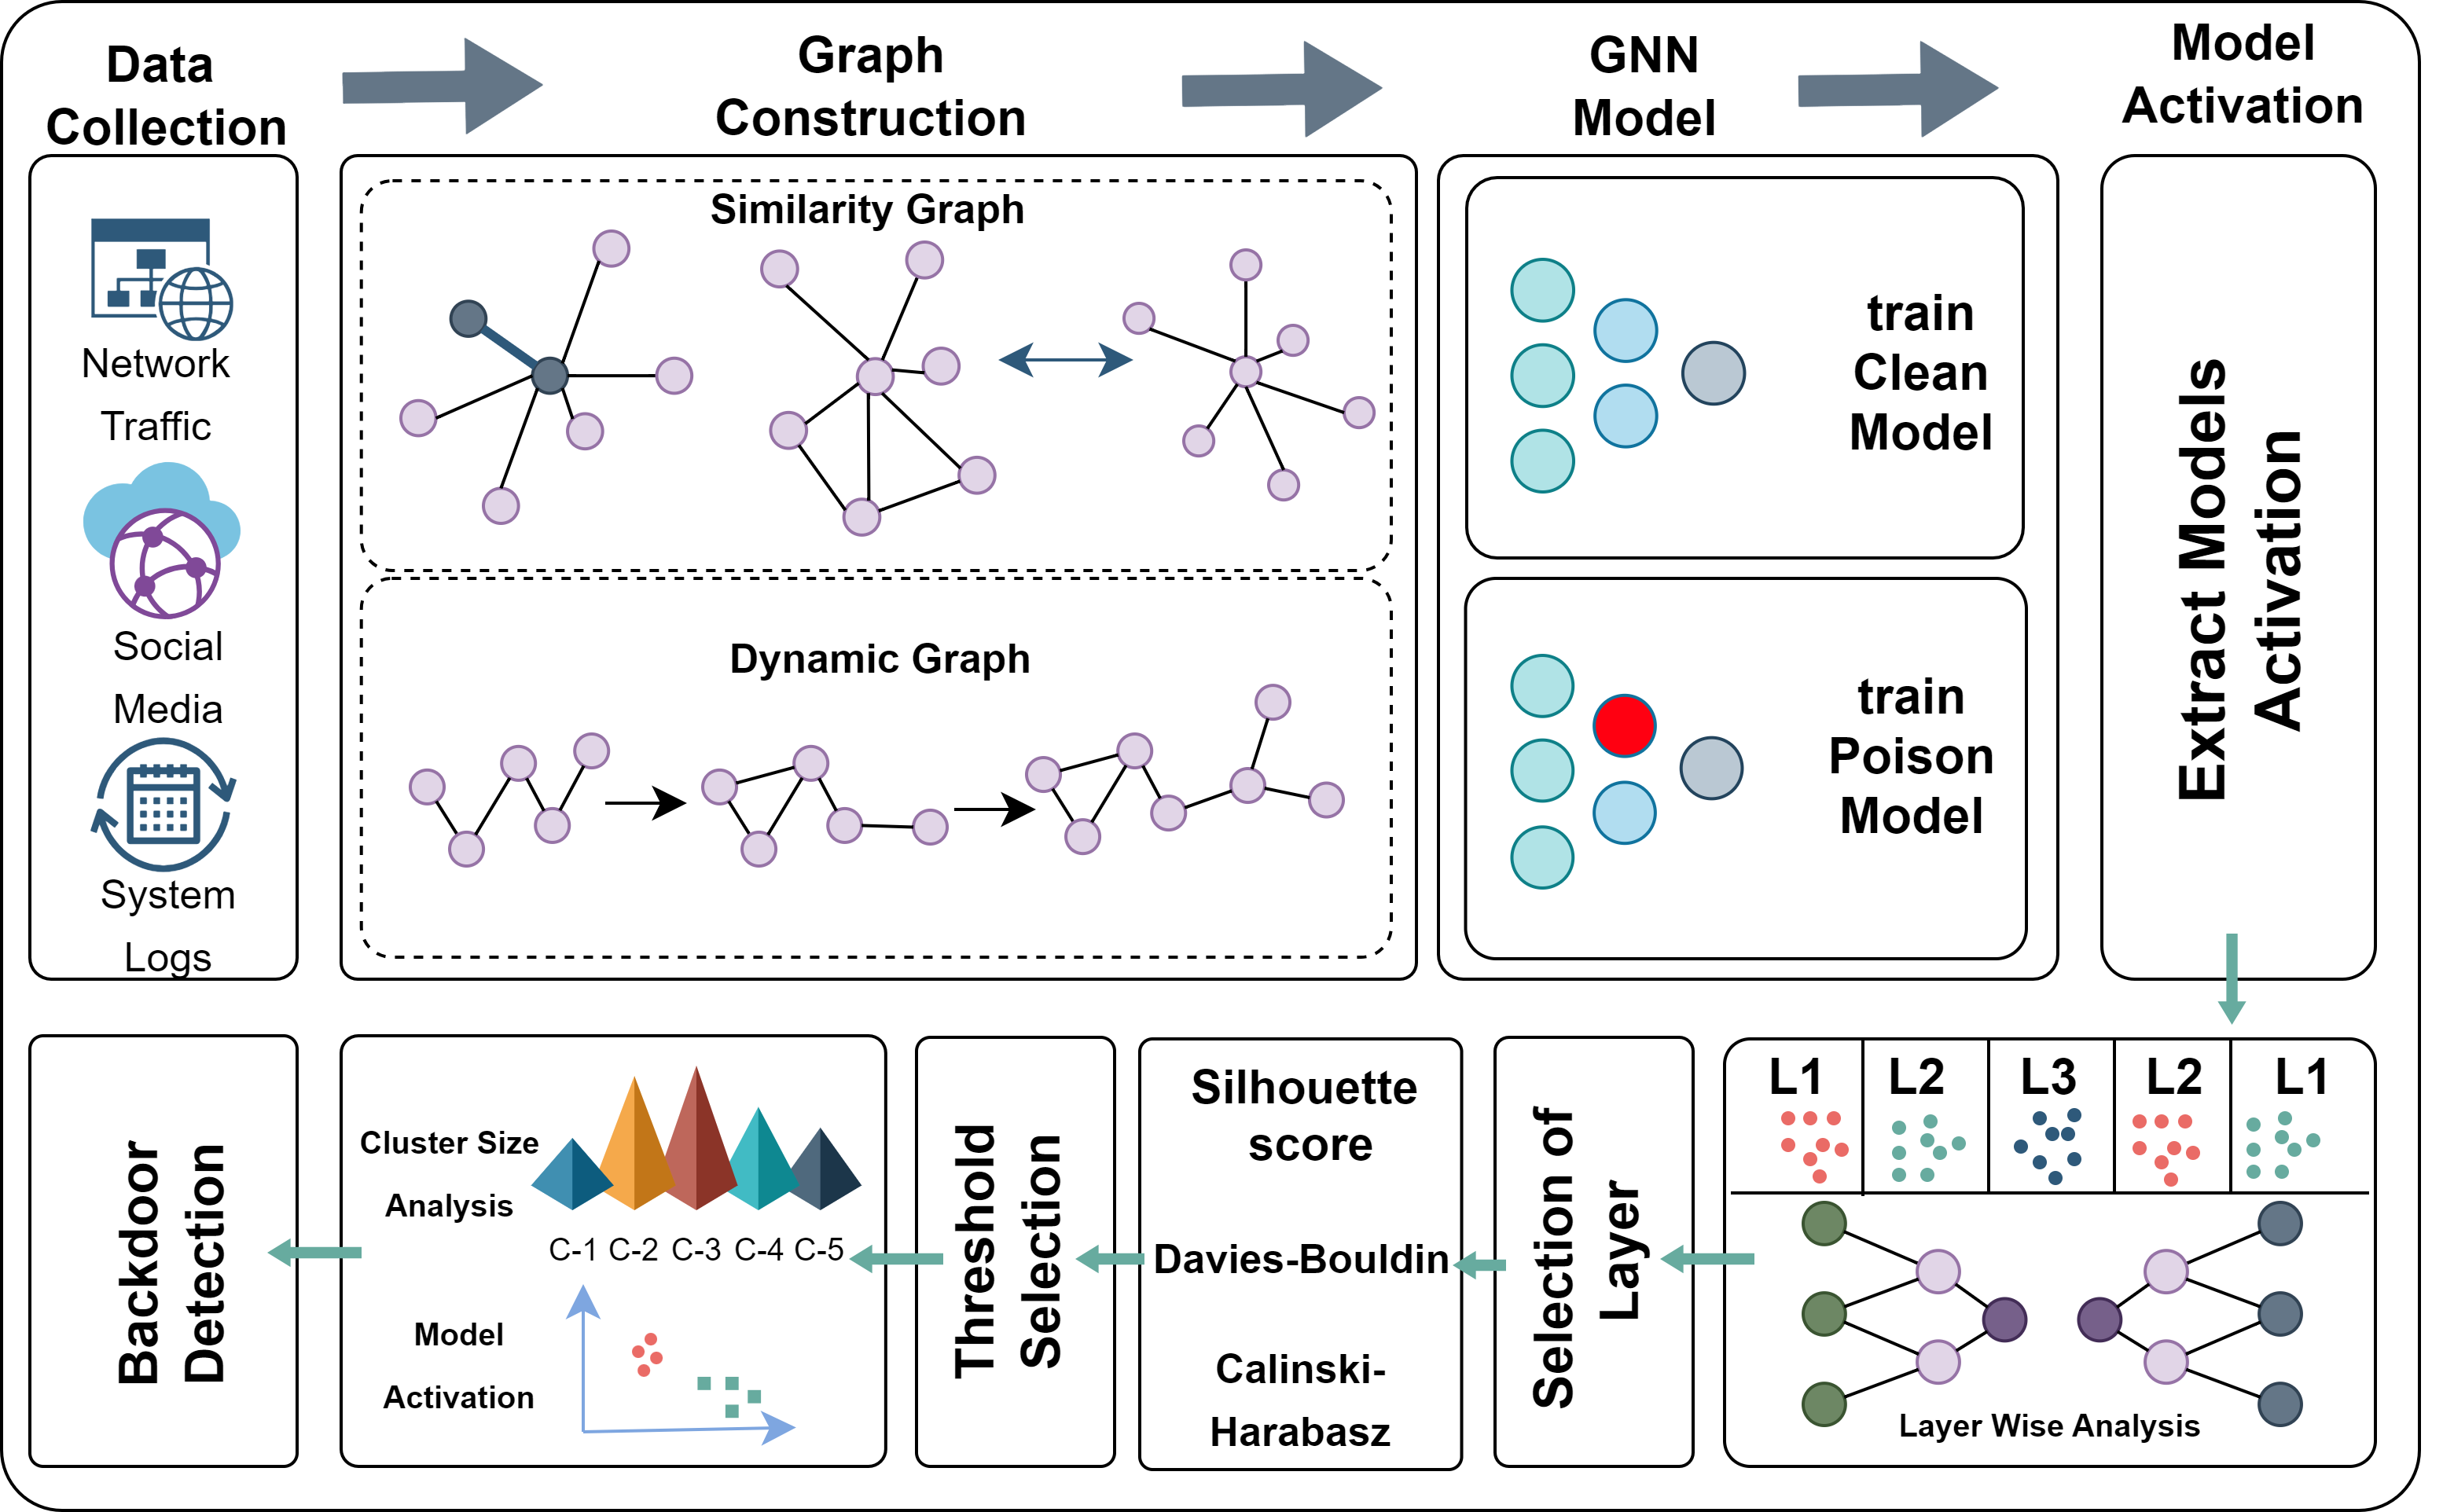 Data
Collection
Graph
Construction
GNN
Model
Model
Activation
Network
Traffic
Social
Media
System
Logs
Similarity Graph
Dynamic Graph
train
Clean
Model
train
Poison
Model
Extract Models
Activation
L1
L2
L3
L2
L1
Layer Wise Analysis
Selection of
Layer
Silhouette
score
Davies-Bouldin
Calinski-
Harabasz
Threshold
Selection
Cluster Size
Analysis
C-1 C-2 C-3 C-4 C-5
Model
Activation
Backdoor
Detection